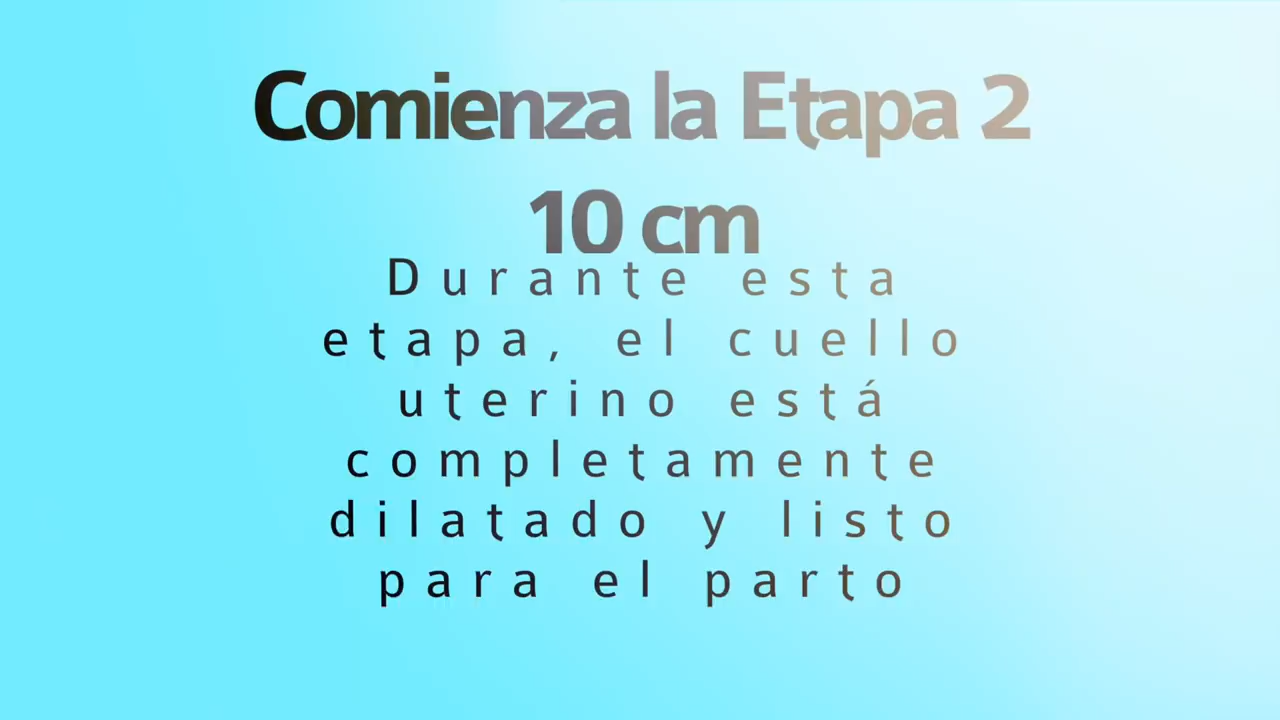 Comienza la Etapa 2
10 cm
Durante esta
etapa, el cuello
uterino está
completamente
dilatado y listo
para el parto